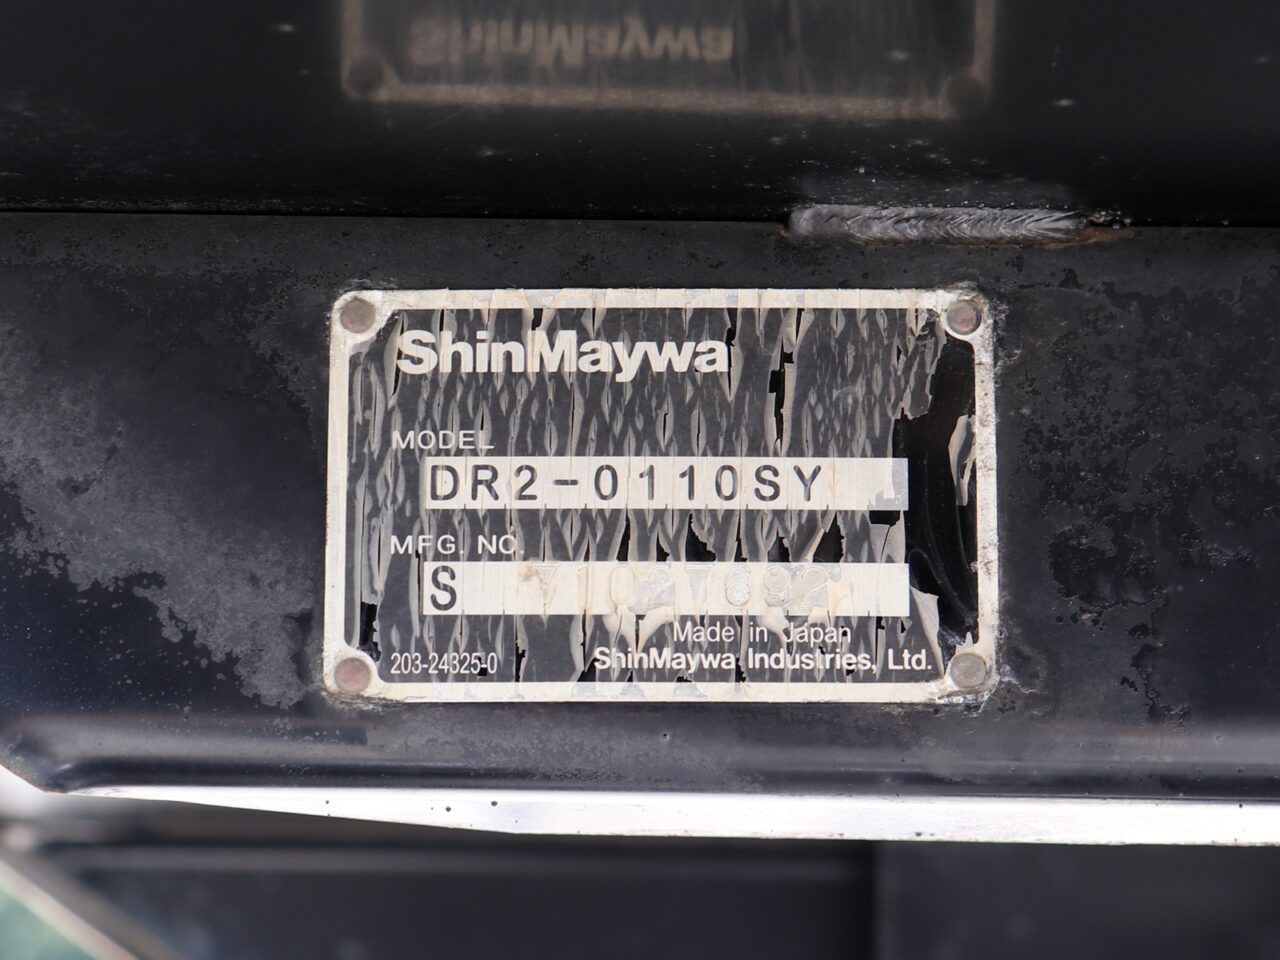 ShinMaywa
MODEL
DR2-0110SY
MFG. NO.
S
Made in Japan
203-24325-0
ShinMaywa Industries, Ltd.